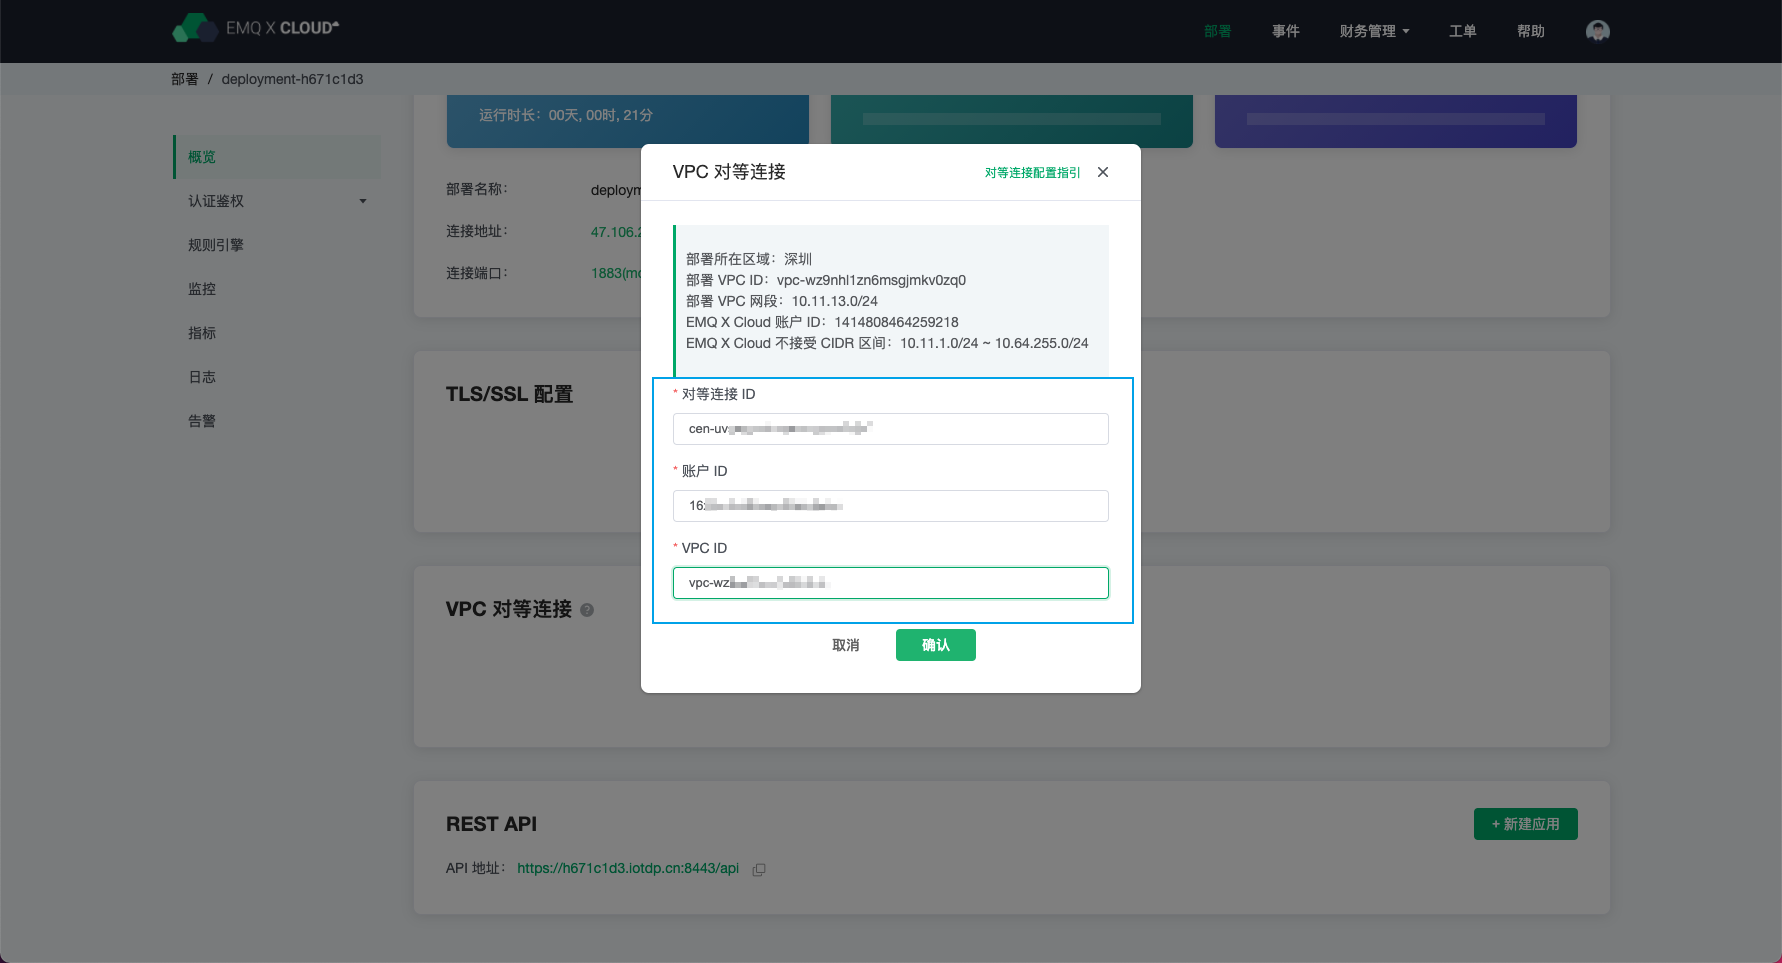 EMQ X CLOUD
部署
事件
财务管理
工单
帮助
部署 / deployment-h671c1d3
运行时长：00天, 00时, 21分
概览
认证鉴权
规则引擎
监控
指标
日志
告警
部署名称：
连接地址：
47.106.
连接端口：
VPC 对等连接
对等连接配置指引
部署所在区域：深圳
部署 VPC ID：vpc-wz9nhl1zn6msgjmkv0zq0
部署 VPC 网段：10.11.13.0/24
EMQ X Cloud 账户 ID：1414808464259218
EMQ X Cloud 不接受 CIDR 区间：10.11.1.0/24 ~ 10.64.255.0/24
* 对等连接 ID
cen-uv
* 账户 ID
16
* VPC ID
vpc-wz
取消
确认
TLS/SSL 配置
VPC 对等连接 ?
REST API
+ 新建应用
API 地址：https://h671c1d3.iotdp.cn:8443/api